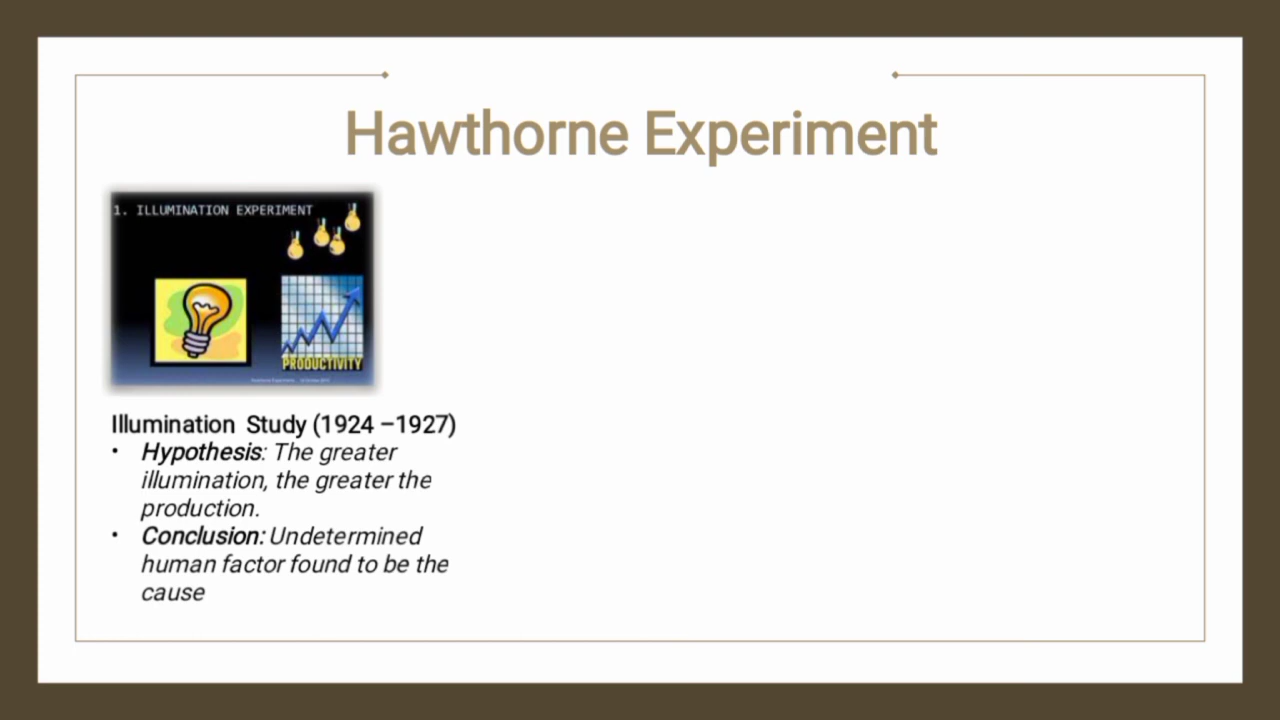 Hawthorne Experiment
1. ILLUMINATION EXPERIMENT
PRODUCTIVITY
Illumination Study (1924 –1927)
• Hypothesis: The greater
illumination, the greater the
production.
• Conclusion: Undetermined
human factor found to be the
cause